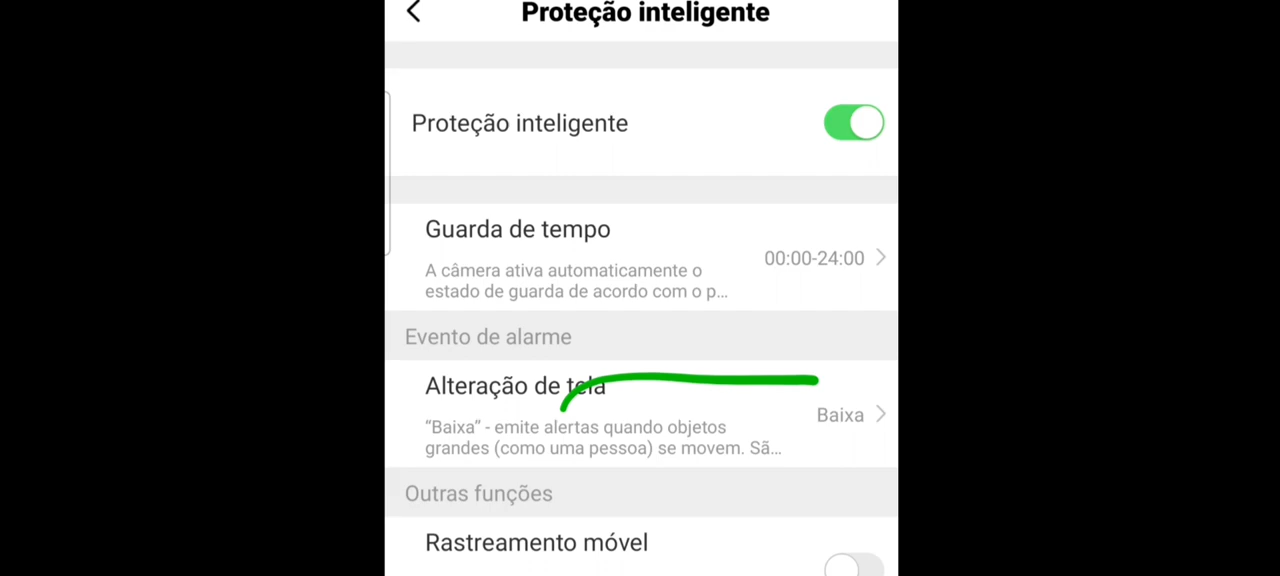 Proteção inteligente
Proteção inteligente
Guarda de tempo
A câmera ativa automaticamente o
estado de guarda de acordo com o p...
00:00-24:00
Evento de alarme
Alteração de tela
“Baixa” - emite alertas quando objetos
grandes (como uma pessoa) se movem. Sã...
Baixa
Outras funções
Rastreamento móvel